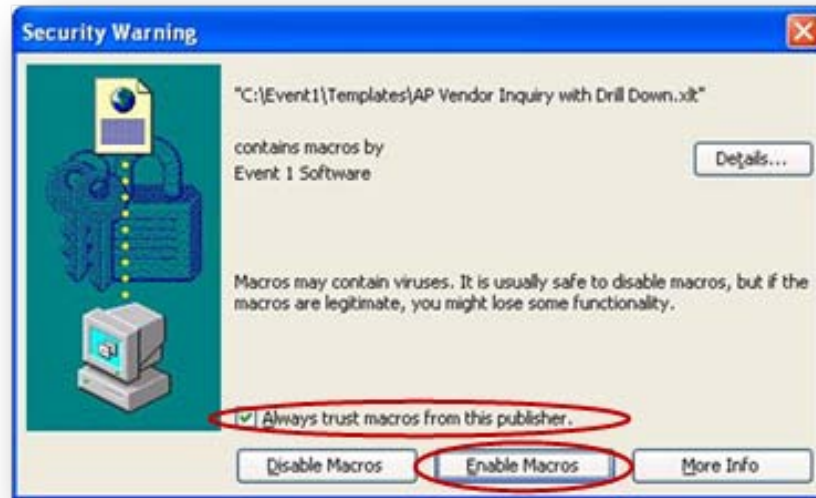 Security Warning
"C:\Event1\Templates\AP Vendor Inquiry with Drill Down.xlt"
contains macros by
Event 1 Software
Details...
Macros may contain viruses. It is usually safe to disable macros, but if the
macros are legitimate, you might lose some functionality.
Always trust macros from this publisher.
Disable Macros
Enable Macros
More Info